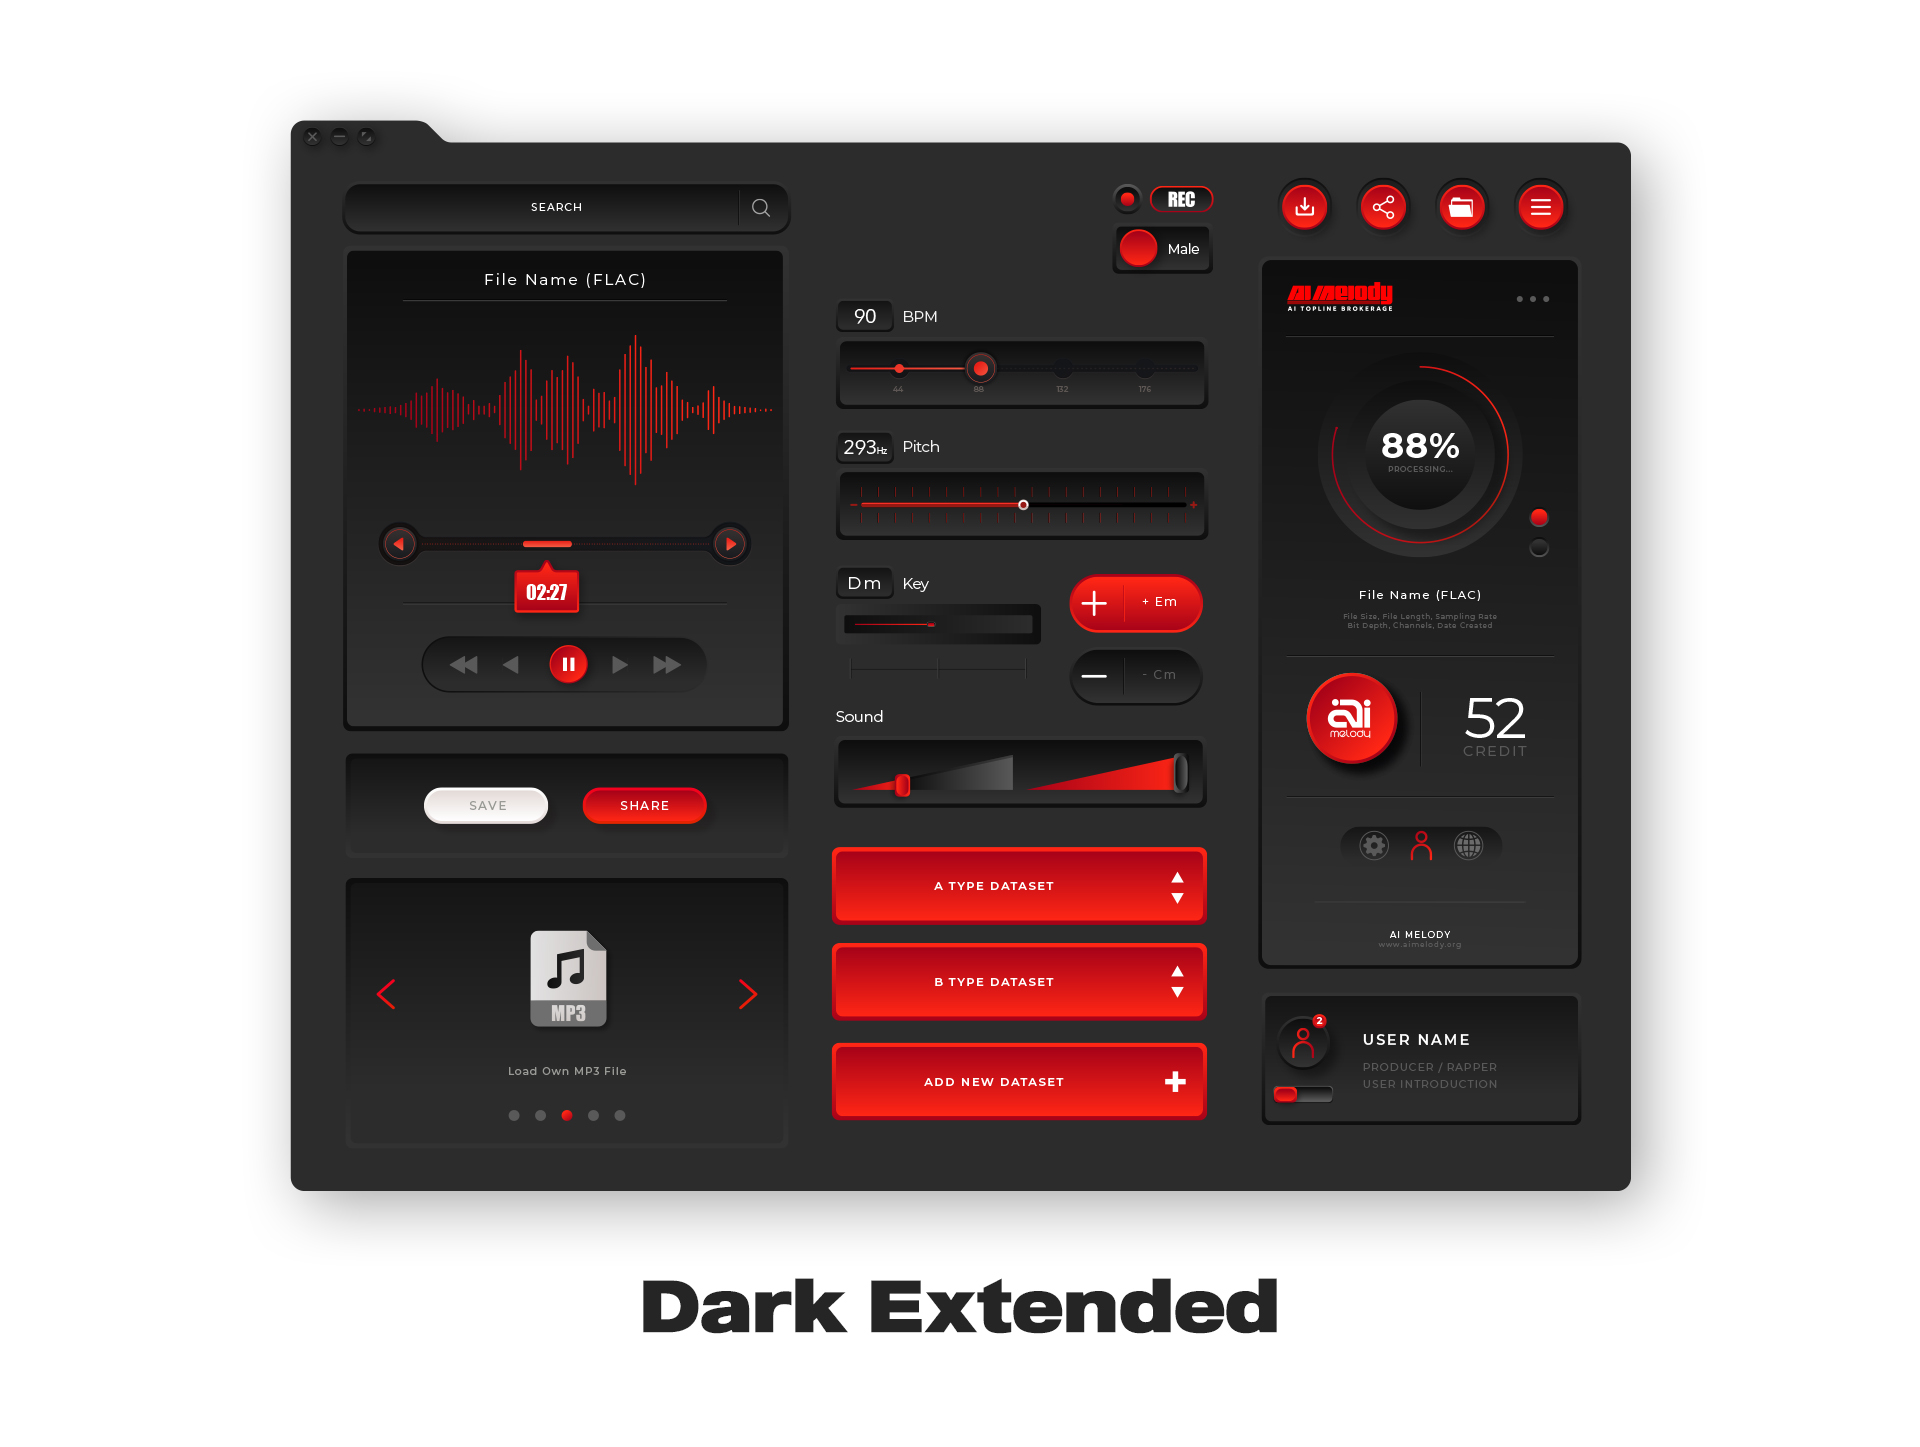 SEARCH
File Name (FLAC)
02:27
SAVE
SHARE
MP3
Load Own MP3 File
REC
Male
90 BPM
44 88 132 176
293Hz Pitch
- +
Dm Key
+ Em
- Cm
Sound
A TYPE DATASET
B TYPE DATASET
ADD NEW DATASET
AI Melody
AI TOPLINE BROKERAGE
88%
PROCESSING...
File Name (FLAC)
File Size, File Length, Sampling Rate
Bit Depth, Channels, Date Created
ai
melody
52
CREDIT
AI MELODY
www.aimelody.org
2
USER NAME
PRODUCER / RAPPER
USER INTRODUCTION
Dark Extended